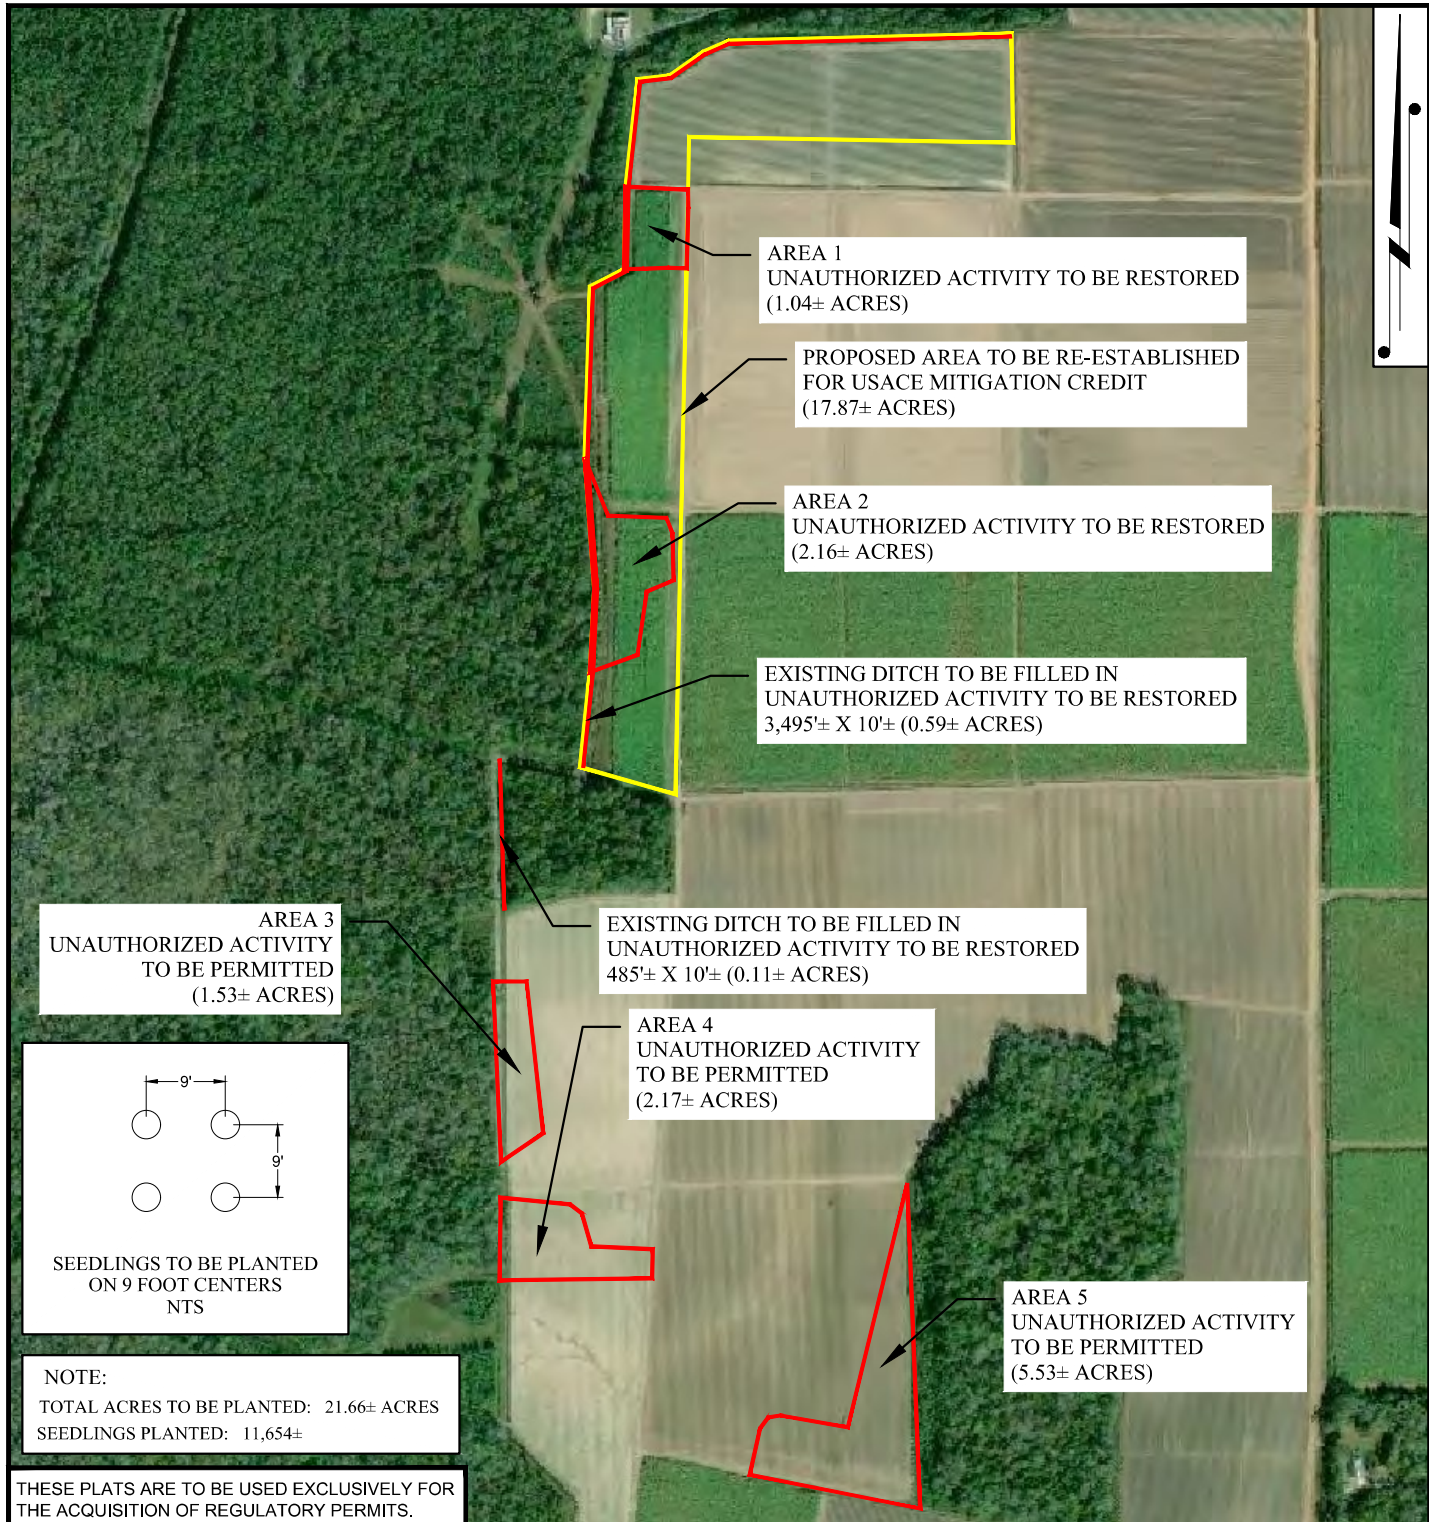 AREA 1
UNAUTHORIZED ACTIVITY TO BE RESTORED
(1.04± ACRES)
PROPOSED AREA TO BE RE-ESTABLISHED
FOR USACE MITIGATION CREDIT
(17.87± ACRES)
AREA 2
UNAUTHORIZED ACTIVITY TO BE RESTORED
(2.16± ACRES)
EXISTING DITCH TO BE FILLED IN
UNAUTHORIZED ACTIVITY TO BE RESTORED
3,495'± X 10'± (0.59± ACRES)
AREA 3
UNAUTHORIZED ACTIVITY
TO BE PERMITTED
(1.53± ACRES)
EXISTING DITCH TO BE FILLED IN
UNAUTHORIZED ACTIVITY TO BE RESTORED
485'± X 10'± (0.11± ACRES)
AREA 4
UNAUTHORIZED ACTIVITY
TO BE PERMITTED
(2.17± ACRES)
9'
9'
SEEDLINGS TO BE PLANTED
ON 9 FOOT CENTERS
NTS
AREA 5
UNAUTHORIZED ACTIVITY
TO BE PERMITTED
(5.53± ACRES)
NOTE:
TOTAL ACRES TO BE PLANTED: 21.66± ACRES
SEEDLINGS PLANTED: 11,654±
THESE PLATS ARE TO BE USED EXCLUSIVELY FOR
THE ACQUISITION OF REGULATORY PERMITS.